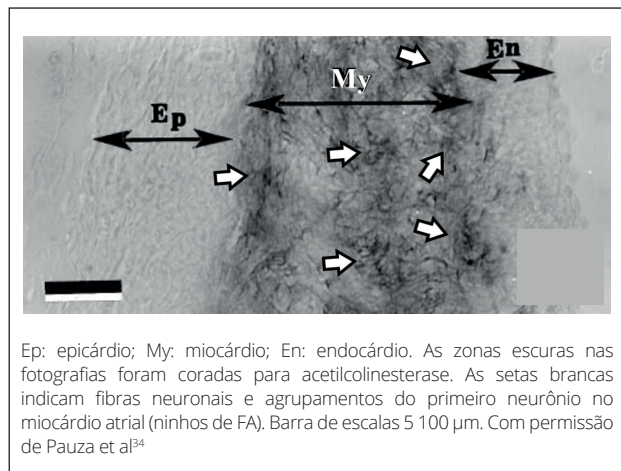 En
My
Ep
Ep: epicárdio; My: miocárdio; En: endocárdio. As zonas escuras nas
fotografias foram coradas para acetilcolinesterase. As setas brancas
indicam fibras neuronais e agrupamentos do primeiro neurônio no
miocárdio atrial (ninhos de FA). Barra de escalas 5 100 µm. Com permissão
de Pauza et al³⁴